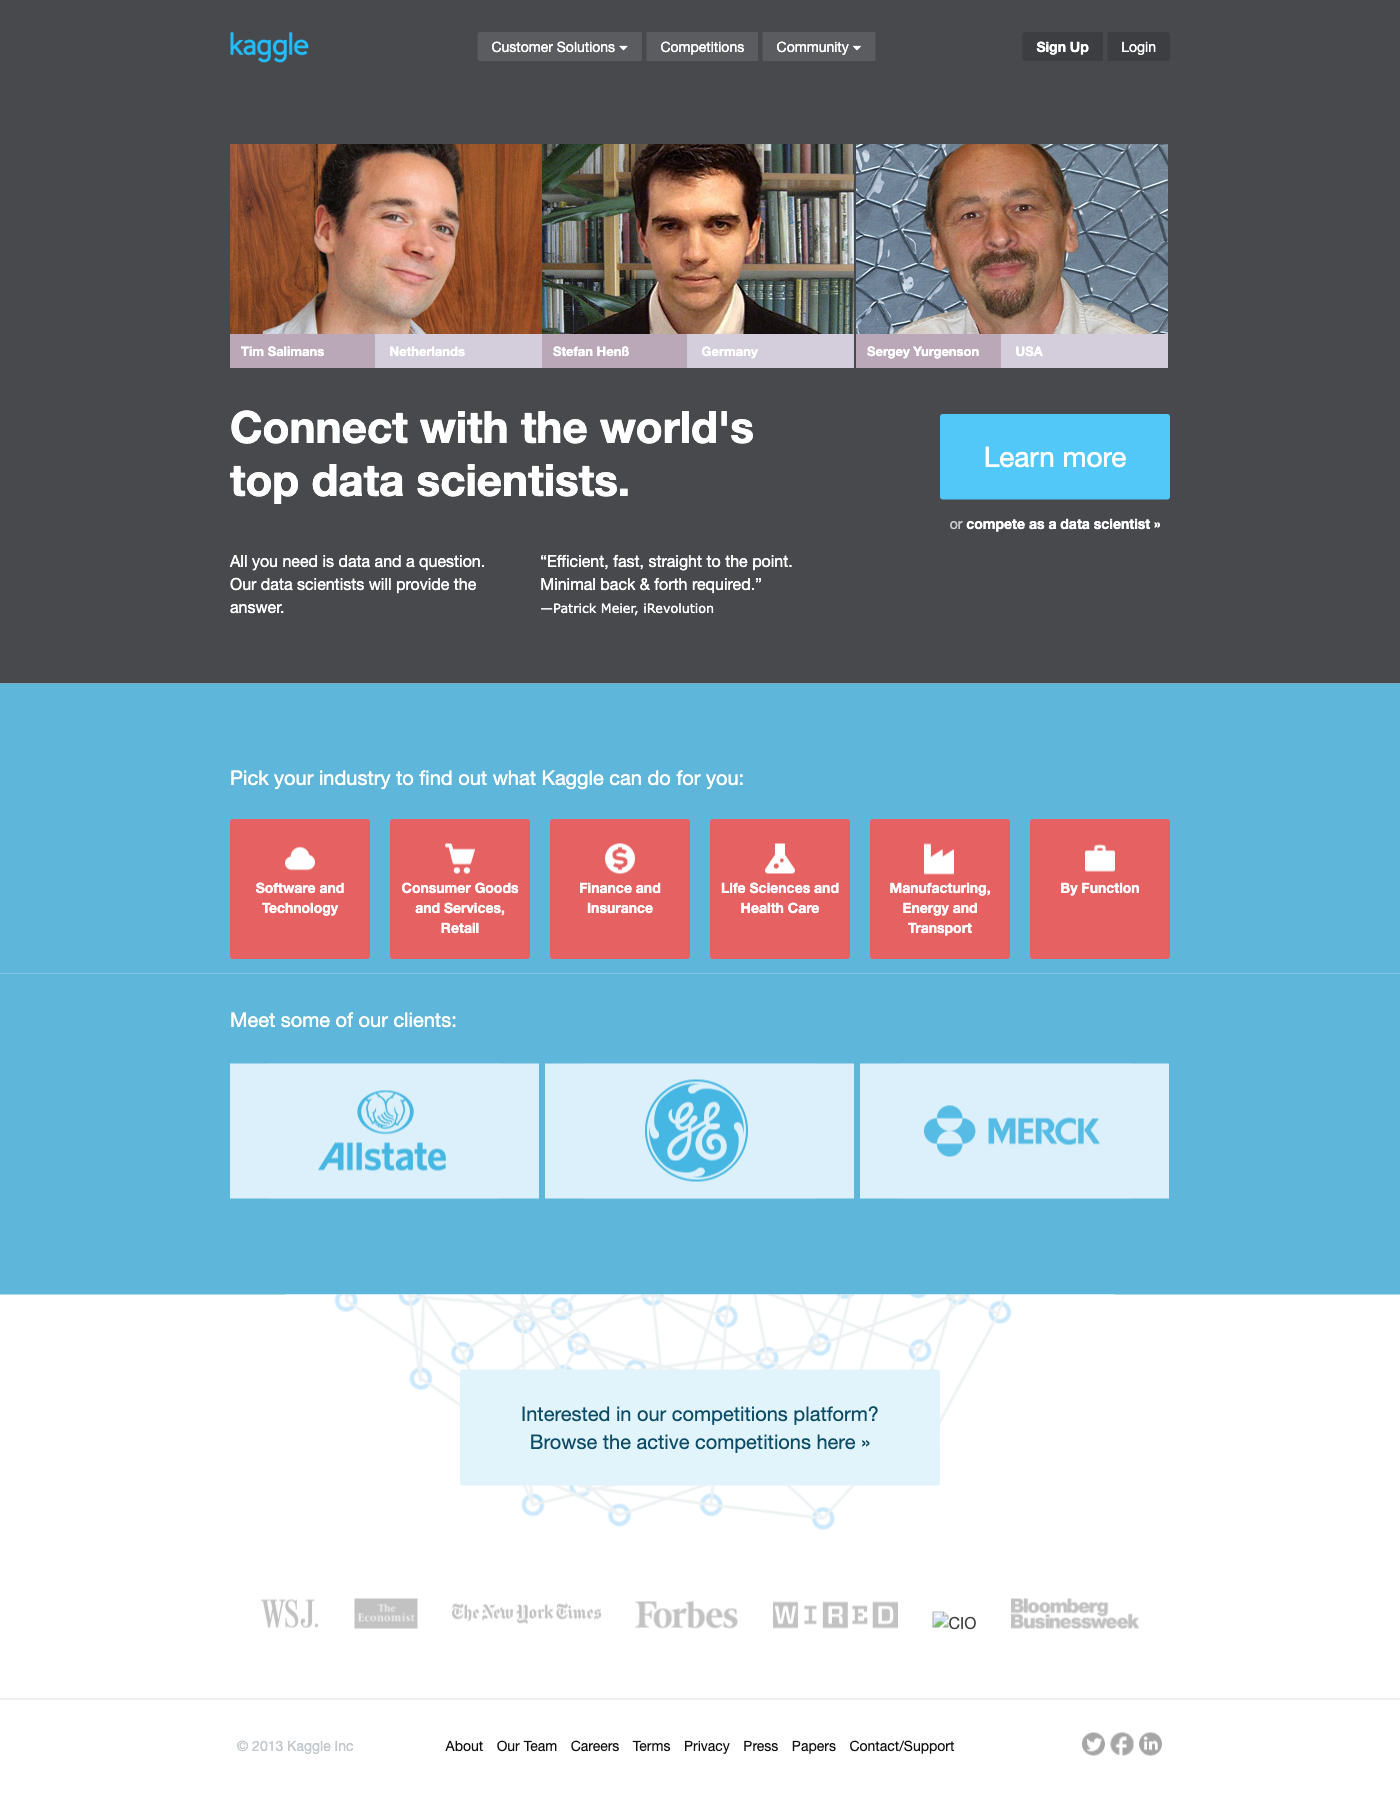 kaggle
Customer Solutions
Competitions
Community
Sign Up
Login
Tim Salimans
Netherlands
Stefan Henß
Germany
Sergey Yurgenson
USA
Connect with the world's
top data scientists.
Learn more
or compete as a data scientist »
All you need is data and a question.
Our data scientists will provide the
answer.
“Efficient, fast, straight to the point.
Minimal back & forth required.”
—Patrick Meier, iRevolution
Pick your industry to find out what Kaggle can do for you:
Software and
Technology
Consumer Goods
and Services,
Retail
Finance and
Insurance
Life Sciences and
Health Care
Manufacturing,
Energy and
Transport
By Function
Meet some of our clients:
Allstate
GE
MERCK
Interested in our competitions platform?
Browse the active competitions here »
WSJ.
The
Economist
The New York Times
Forbes
WIRED
CIO
Bloomberg
Businessweek
© 2013 Kaggle Inc
About
Our Team
Careers
Terms
Privacy
Press
Papers
Contact/Support